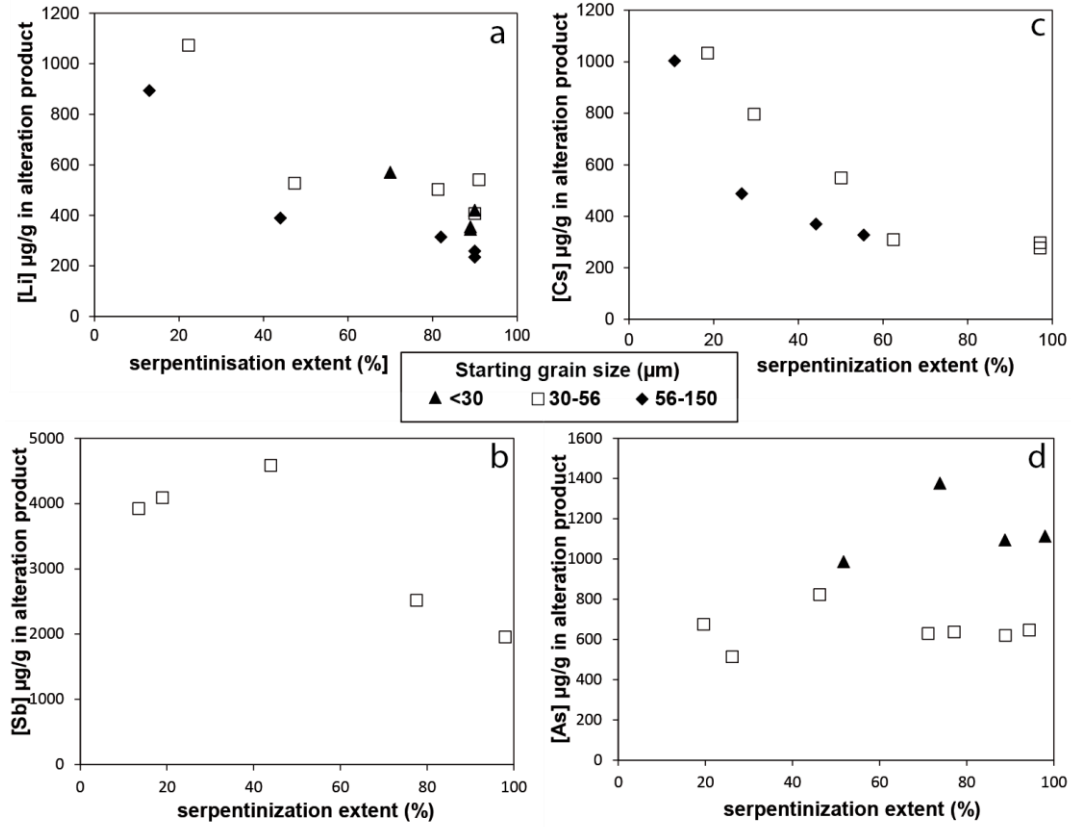 a
[Li] µg/g in alteration product
1200
1000
800
600
400
200
0
0 20 40 60 80 100
serpentinisation extent (%]
c
[Cs] µg/g in alteration product
1200
1000
800
600
400
200
0
0 20 40 60 80 100
serpentinization extent (%)
Starting grain size (µm)
<30 30-56 56-150
b
[Sb] µg/g in alteration product
5000
4000
3000
2000
1000
0
0 20 40 60 80 100
serpentinization extent (%)
d
[As] µg/g in alteration product
1600
1400
1200
1000
800
600
400
200
0
0 20 40 60 80 100
serpentinization extent (%)